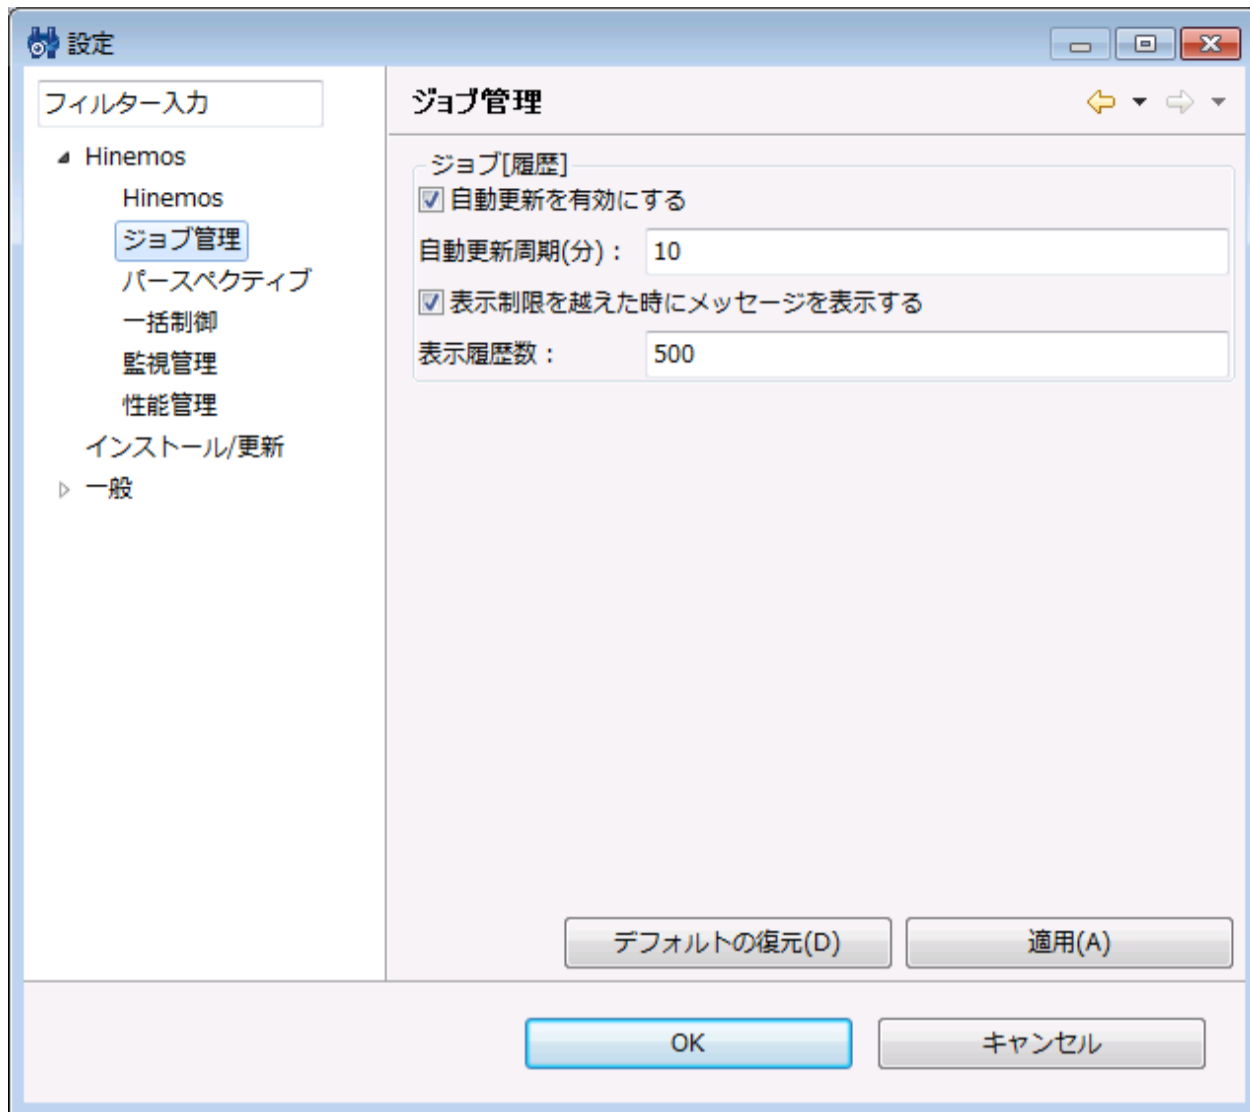 設定
フィルター入力
Hinemos
Hinemos
ジョブ管理
パースペクティブ
一括制御
監視管理
性能管理
インストール/更新
一般
ジョブ管理
ジョブ[履歴]
自動更新を有効にする
自動更新周期(分)： 10
表示制限を越えた時にメッセージを表示する
表示履歴数： 500
デフォルトの復元(D) 適用(A)
OK キャンセル